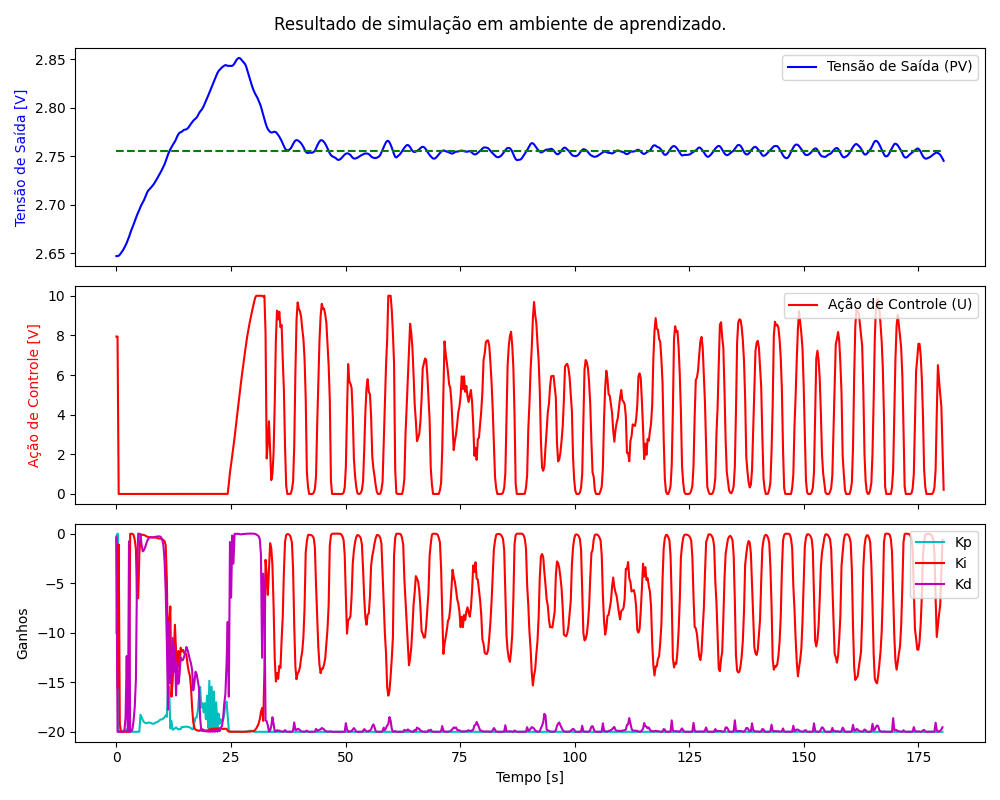 Resultado de simulação em ambiente de aprendizado.
2.85
2.80
2.75
2.70
2.65
Tensão de Saída [V]
Tensão de Saída (PV)
10
8
6
4
2
0
Ação de Controle [V]
Ação de Controle (U)
0
−5
−10
−15
−20
Ganhos
Kp
Ki
Kd
0
25
50
75
100
125
150
175
Tempo [s]